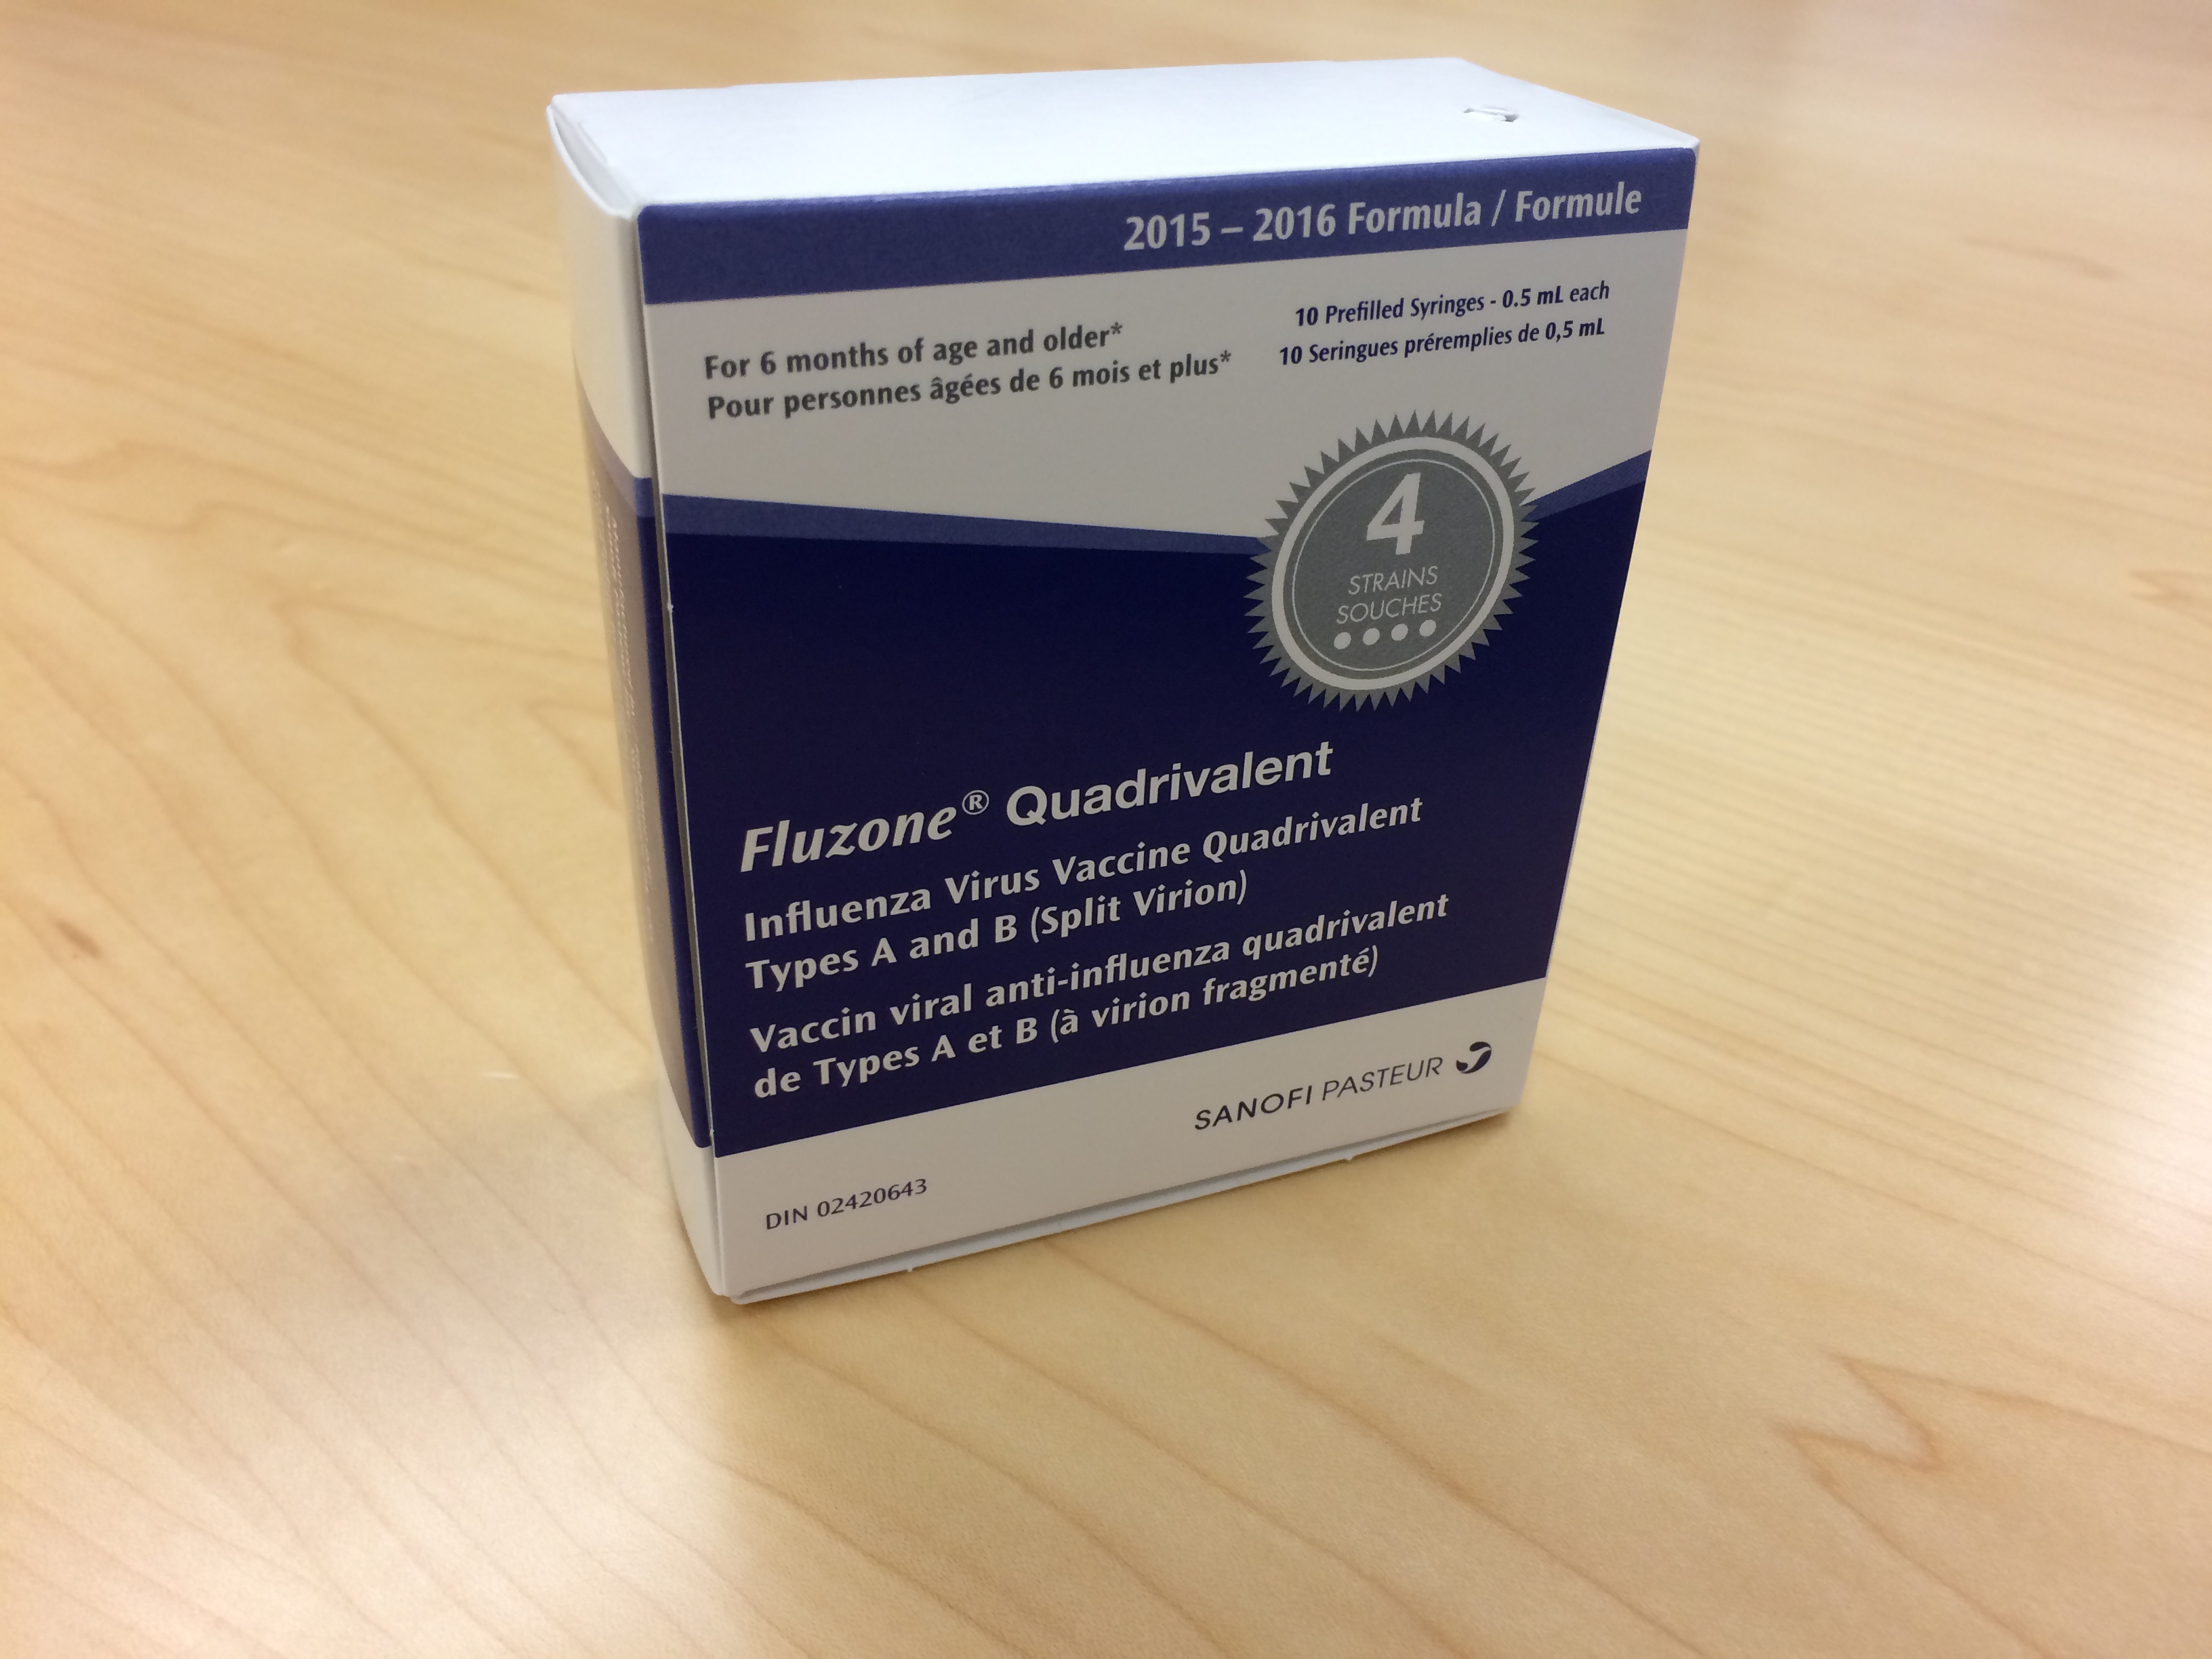 2015 – 2016 Formula / Formule
For 6 months of age and older*
Pour personnes âgées de 6 mois et plus*
10 Prefilled Syringes - 0.5 mL each
10 Seringues préremplies de 0,5 mL
4
STRAINS
SOUCHES
Fluzone® Quadrivalent
Influenza Virus Vaccine Quadrivalent
Types A and B (Split Virion)
Vaccin viral anti-influenza quadrivalent
de Types A et B (à virion fragmenté)
SANOFI PASTEUR
DIN 02420643